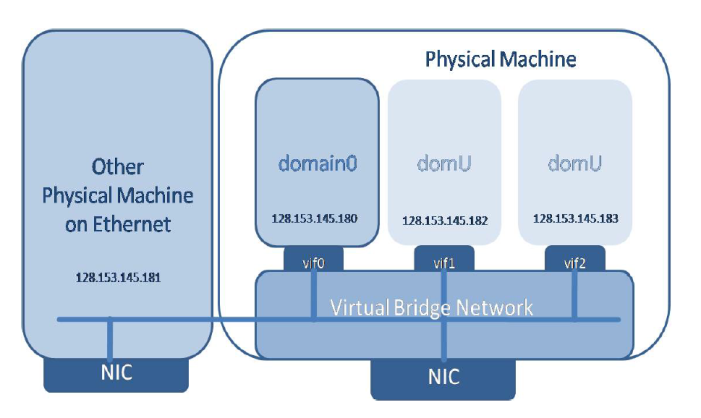 Physical Machine
Other
Physical Machine
on Ethernet
128.153.145.181
domain0
128.153.145.180
domU
128.153.145.182
domU
128.153.145.183
vif0
vif1
vif2
Virtual Bridge Network
NIC
NIC